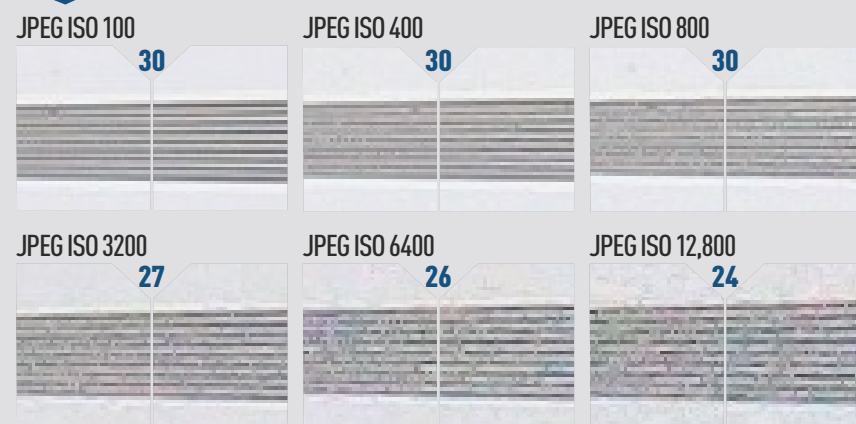 JPEG ISO 100
30
JPEG ISO 400
30
JPEG ISO 800
30
JPEG ISO 3200
27
JPEG ISO 6400
26
JPEG ISO 12,800
24